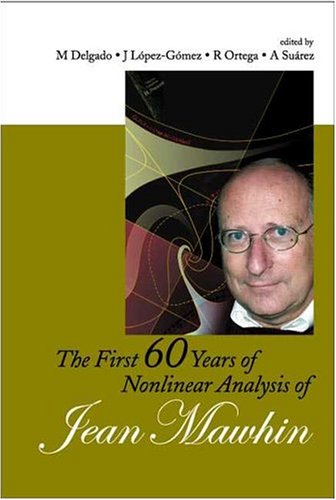 edited by
M Delgado • J López-Gómez • R Ortega • A Suárez
The First 60 Years of
Nonlinear Analysis of
Jean Mawhin